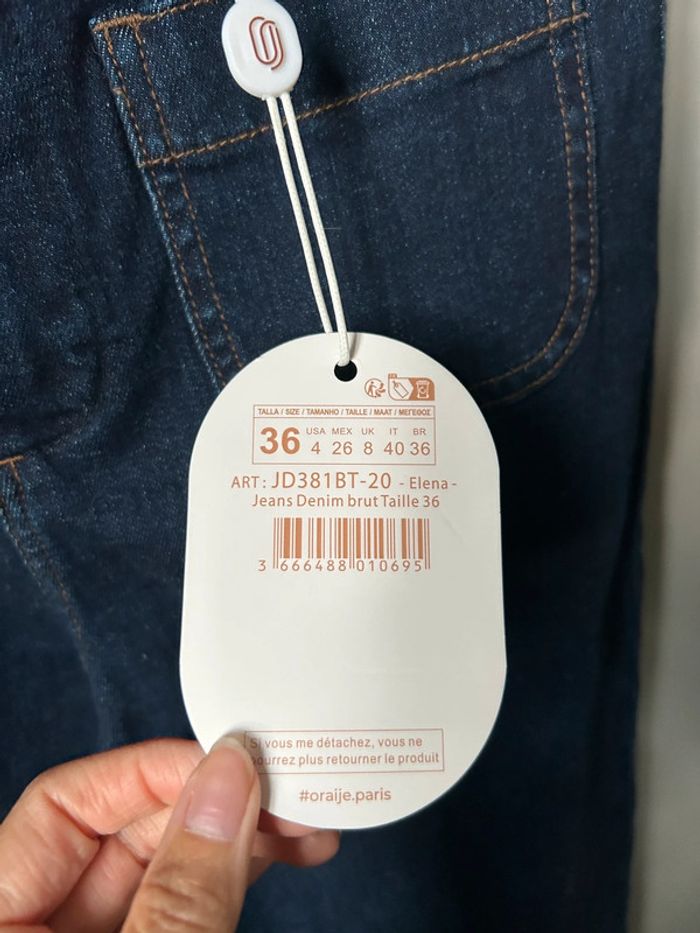 TALLA / SIZE / TAMANHO / TAILLE / MAAT / ΜΕΓΕΘΟΣ
36 USA MEX UK IT BR
4 26 8 40 36
ART : JD381BT-20 - Elena -
Jeans Denim brut Taille 36
3 666488 010695
Si vous me détachez, vous ne
pourrez plus retourner le produit
#oraije.paris